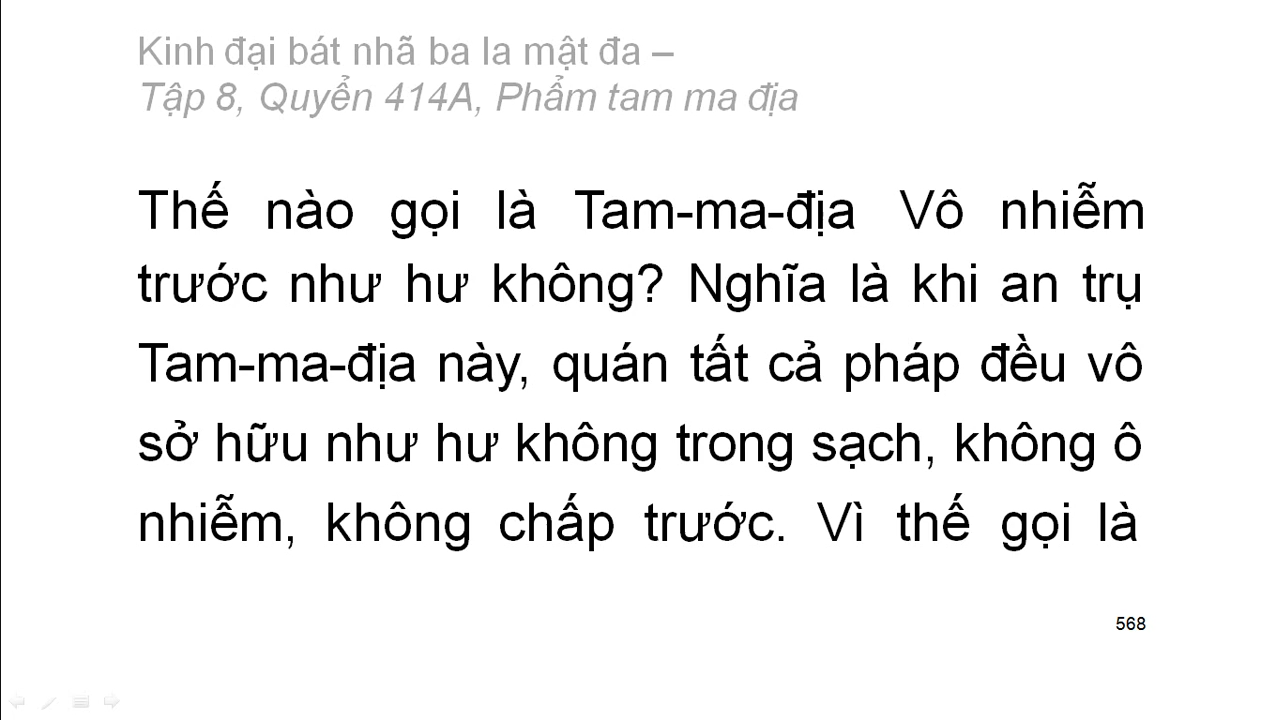 Kinh đại bát nhã ba la mật đa –
Tập 8, Quyển 414A, Phẩm tam ma địa
Thế nào gọi là Tam-ma-địa Vô nhiễm
trước như hư không? Nghĩa là khi an trụ
Tam-ma-địa này, quán tất cả pháp đều vô
sở hữu như hư không trong sạch, không ô
nhiễm, không chấp trước. Vì thế gọi là
568